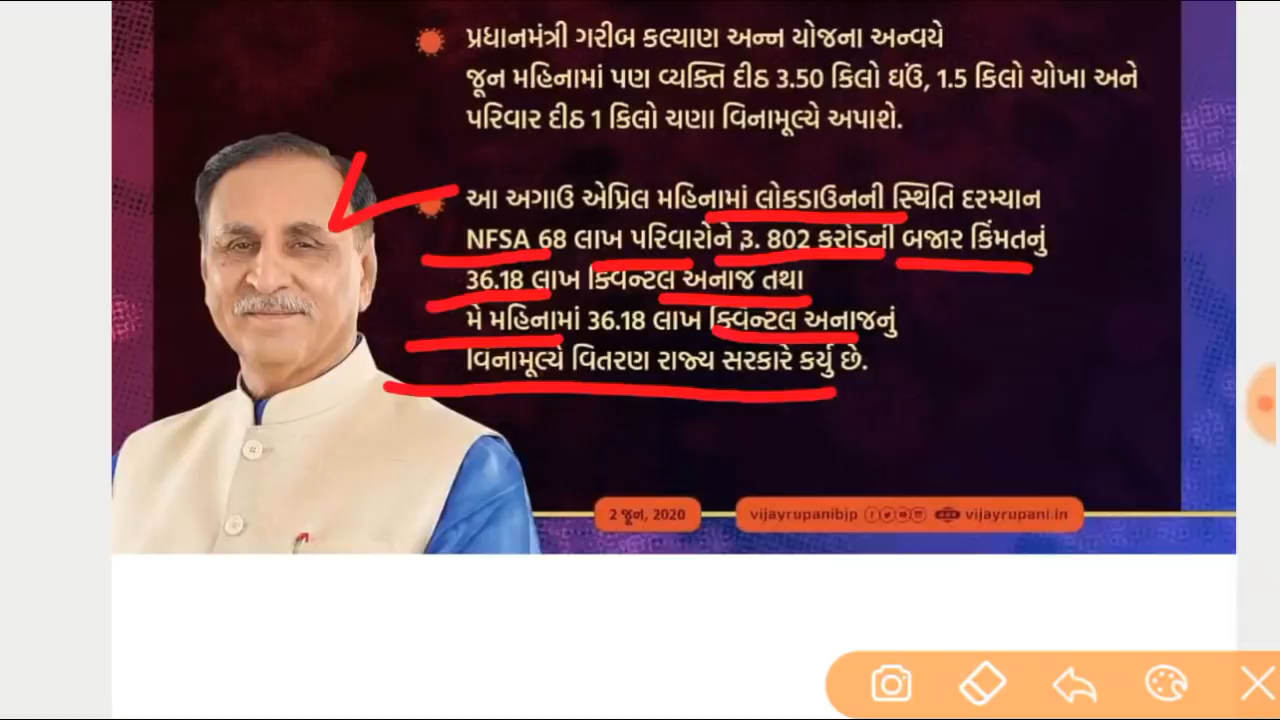 પ્રધાનમંત્રી ગરીબ કલ્યાણ અન્ન યોજના અન્વયે
જૂન મહિનામાં પણ વ્યક્તિ દીઠ 3.50 કિલો ઘઉં, 1.5 કિલો ચોખા અને
પરિવાર દીઠ 1 કિલો ચણા વિનામૂલ્યે અપાશે.
આ અગાઉ એપ્રિલ મહિનામાં લોકડાઉનની સ્થિતિ દરમ્યાન
NFSA 68 લાખ પરિવારોને રૂ. 802 કરોડની બજાર કિંમતનું
36.18 લાખ ક્વિન્ટલ અનાજ તથા
મે મહિનામાં 36.18 લાખ ક્વિન્ટલ અનાજનું
વિનામૂલ્યે વિતરણ રાજ્ય સરકારે કર્યુ છે.
2 જૂન, 2020
vijayrupanibjp vijayrupani.in